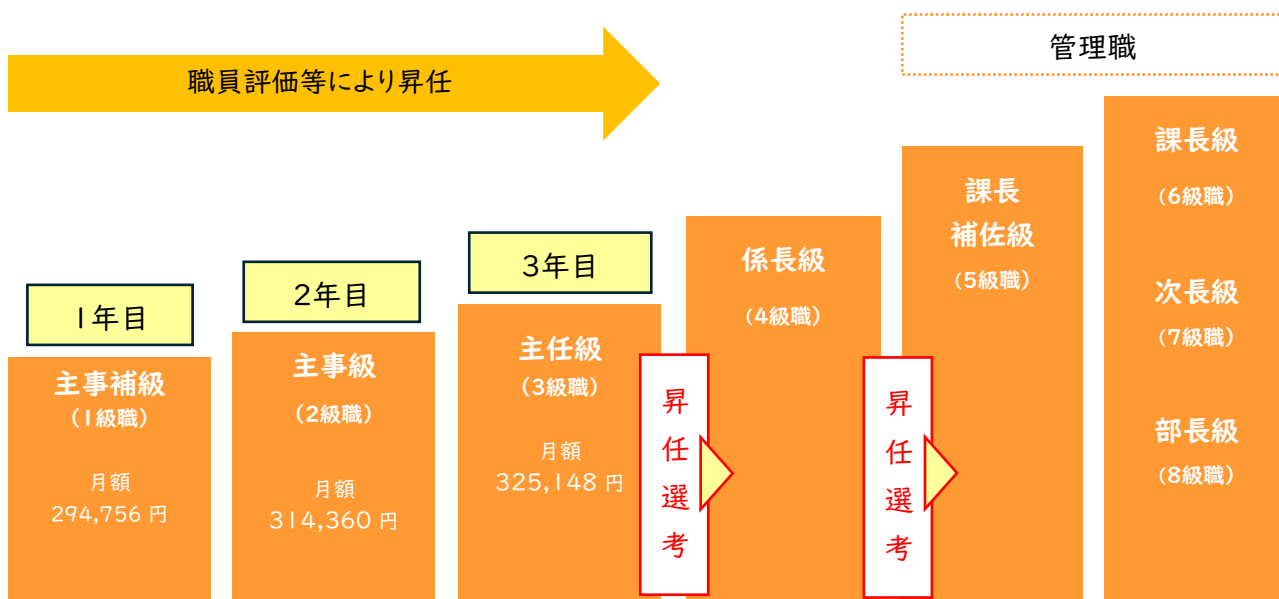 職員評価等により昇任
管理職
1年目
主事補級
(1級職)
月額
294,756 円
2年目
主事級
(2級職)
月額
314,360 円
3年目
主任級
(3級職)
月額
325,148 円
昇任選考
係長級
(4級職)
昇任選考
課長
補佐級
(5級職)
課長級
(6級職)
次長級
(7級職)
部長級
(8級職)